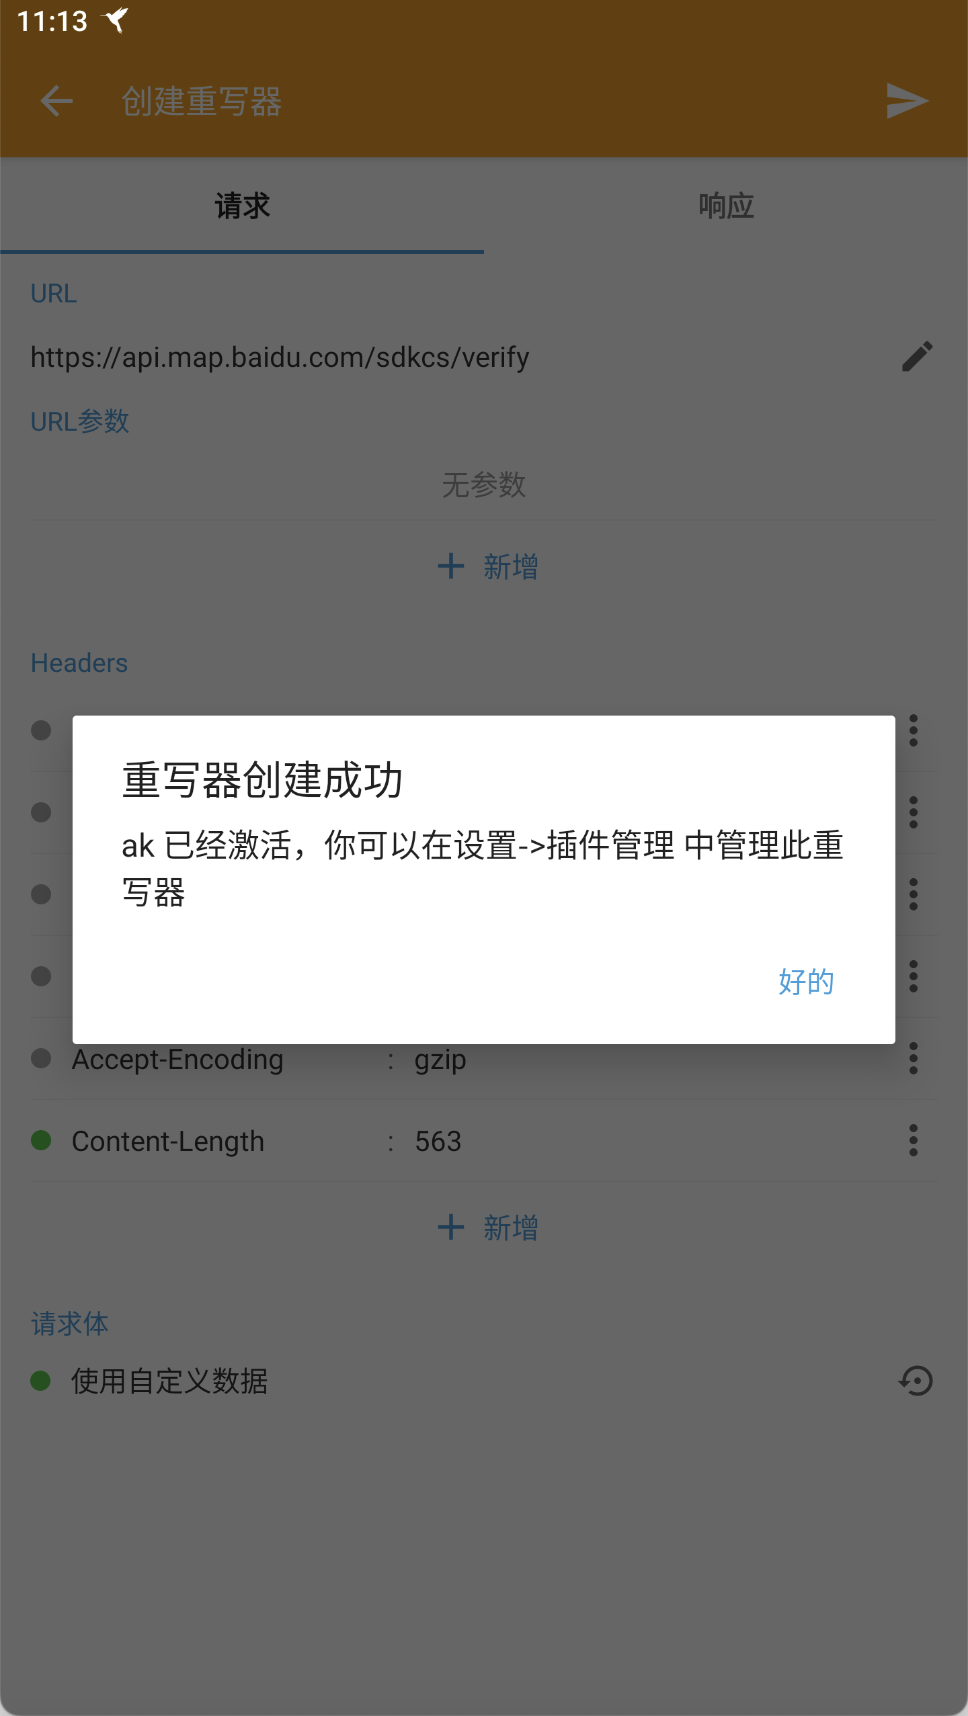 11:13
创建重写器
请求
响应
URL
https://api.map.baidu.com/sdkcs/verify
URL参数
无参数
+ 新增
Headers
重写器创建成功
ak 已经激活，你可以在设置->插件管理 中管理此重
写器
好的
Accept-Encoding : gzip
Content-Length : 563
+ 新增
请求体
使用自定义数据